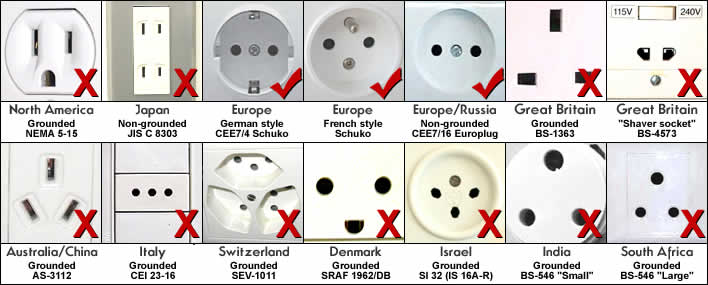 115V 240V
North America
Grounded
NEMA 5-15
Japan
Non-grounded
JIS C 8303
Europe
German style
CEE7/4 Schuko
Europe
French style
Schuko
Europe/Russia
Non-grounded
CEE7/16 Europlug
Great Britain
Grounded
BS-1363
Great Britain
"Shaver socket"
BS-4573
Australia/China
Grounded
AS-3112
Italy
Grounded
CEI 23-16
Switzerland
Grounded
SEV-1011
Denmark
Grounded
SRAF 1962/DB
Israel
Grounded
SI 32 (IS 16A-R)
India
Grounded
BS-546 "Small"
South Africa
Grounded
BS-546 "Large"